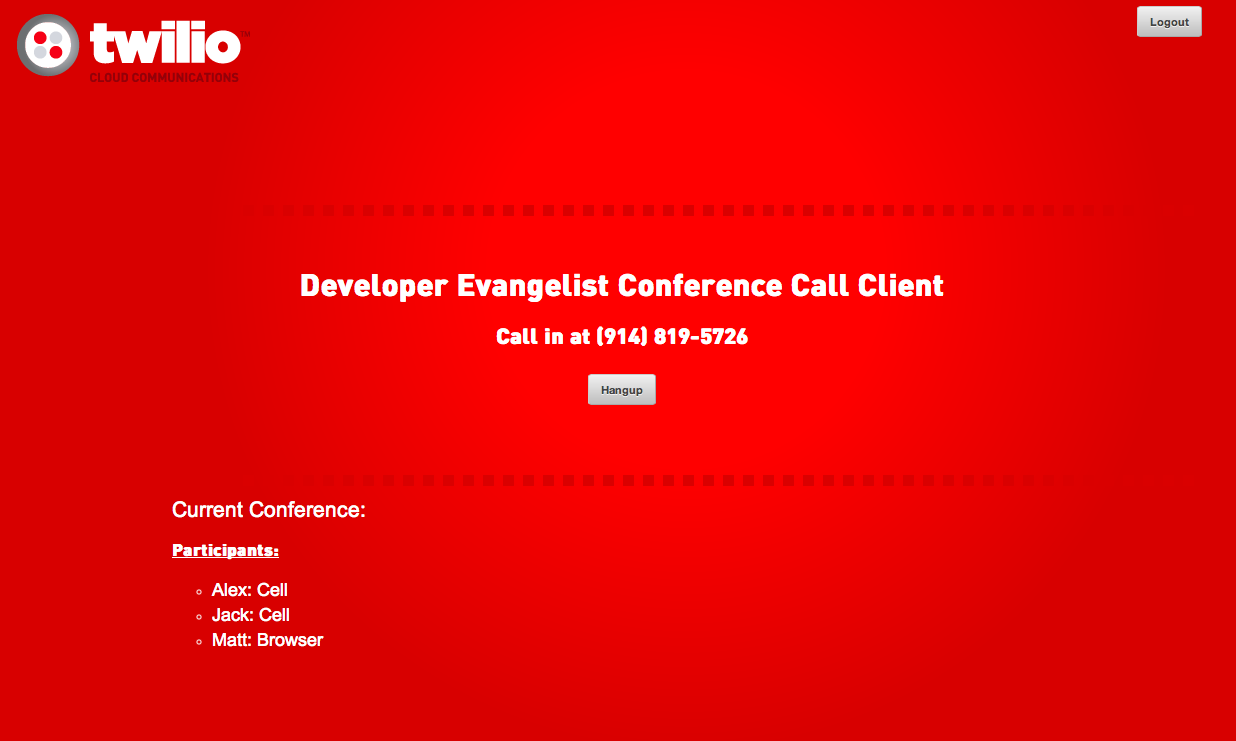 twilio™
CLOUD COMMUNICATIONS
Logout
Developer Evangelist Conference Call Client
Call in at (914) 819-5726
Hangup
Current Conference:
Participants:
Alex: Cell
Jack: Cell
Matt: Browser